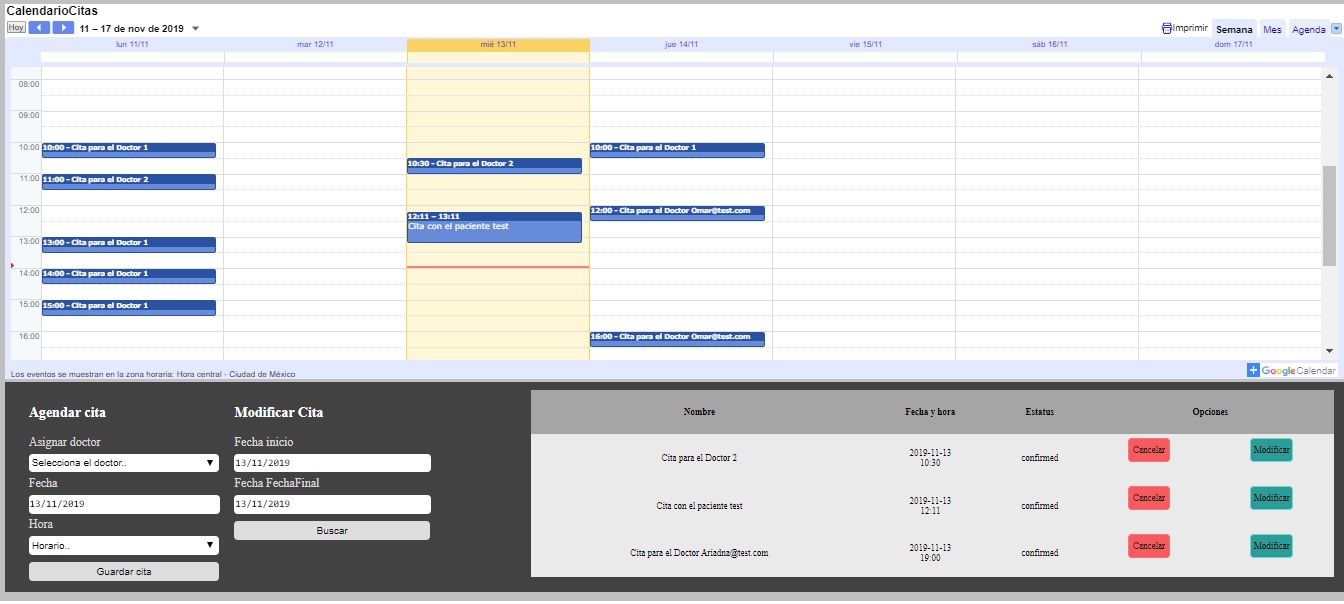 CalendarioCitas
Hoy 11 – 17 de nov de 2019 Imprimir Semana Mes Agenda
lun 11/11 mar 12/11 mié 13/11 jue 14/11 vie 15/11 sáb 16/11 dom 17/11
08:00
09:00
10:00 10:00 - Cita para el Doctor 1 10:00 - Cita para el Doctor 1
10:30 - Cita para el Doctor 2
11:00 11:00 - Cita para el Doctor 2
12:00 12:00 - Cita para el Doctor Omar@test.com
12:11 – 13:11
Cita con el paciente test
13:00 13:00 - Cita para el Doctor 1
14:00 14:00 - Cita para el Doctor 1
15:00 15:00 - Cita para el Doctor 1
16:00 16:00 - Cita para el Doctor Omar@test.com
Los eventos se muestran en la zona horaria: Hora central - Ciudad de México
GoogleCalendar
Agendar cita
Asignar doctor
Selecciona el doctor..
Fecha
13/11/2019
Hora
Horario..
Guardar cita
Modificar Cita
Fecha inicio
13/11/2019
Fecha FechaFinal
13/11/2019
Buscar
Nombre Fecha y hora Estatus Opciones
Cita para el Doctor 2 2019-11-13 10:30 confirmed Cancelar Modificar
Cita con el paciente test 2019-11-13 12:11 confirmed Cancelar Modificar
Cita para el Doctor Ariadna@test.com 2019-11-13 19:00 confirmed Cancelar Modificar